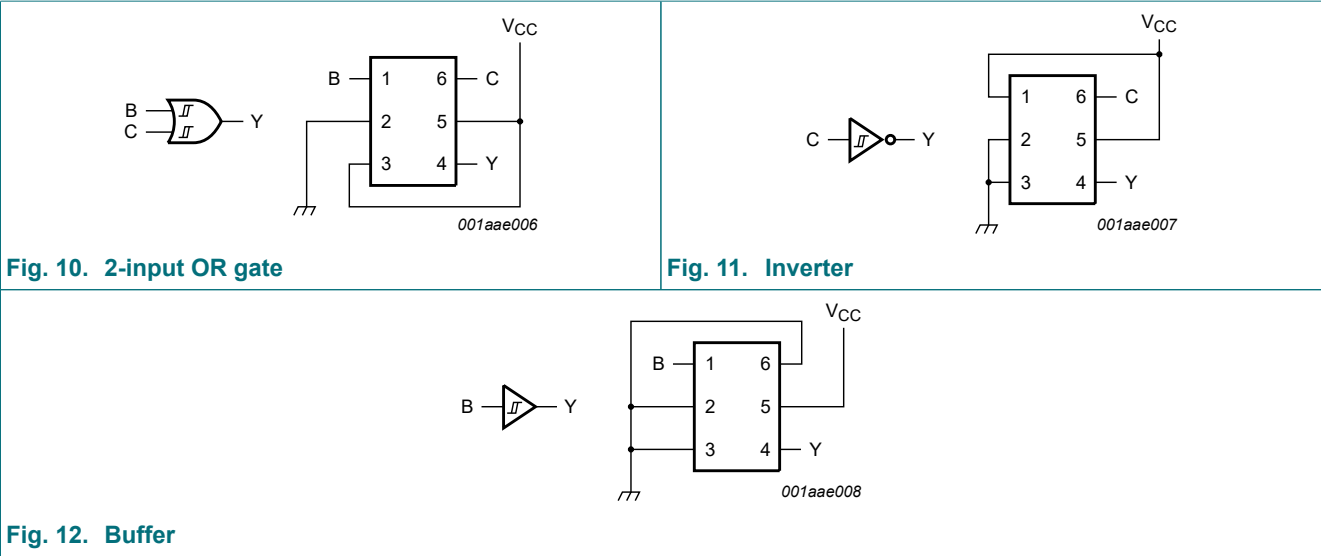 VCC
B
1
6
C
B
C
Y
2
5
3
4
Y
001aae006
Fig. 10. 2-input OR gate
VCC
1
6
C
C
Y
2
5
3
4
Y
001aae007
Fig. 11. Inverter
VCC
B
1
6
B
Y
2
5
3
4
Y
001aae008
Fig. 12. Buffer